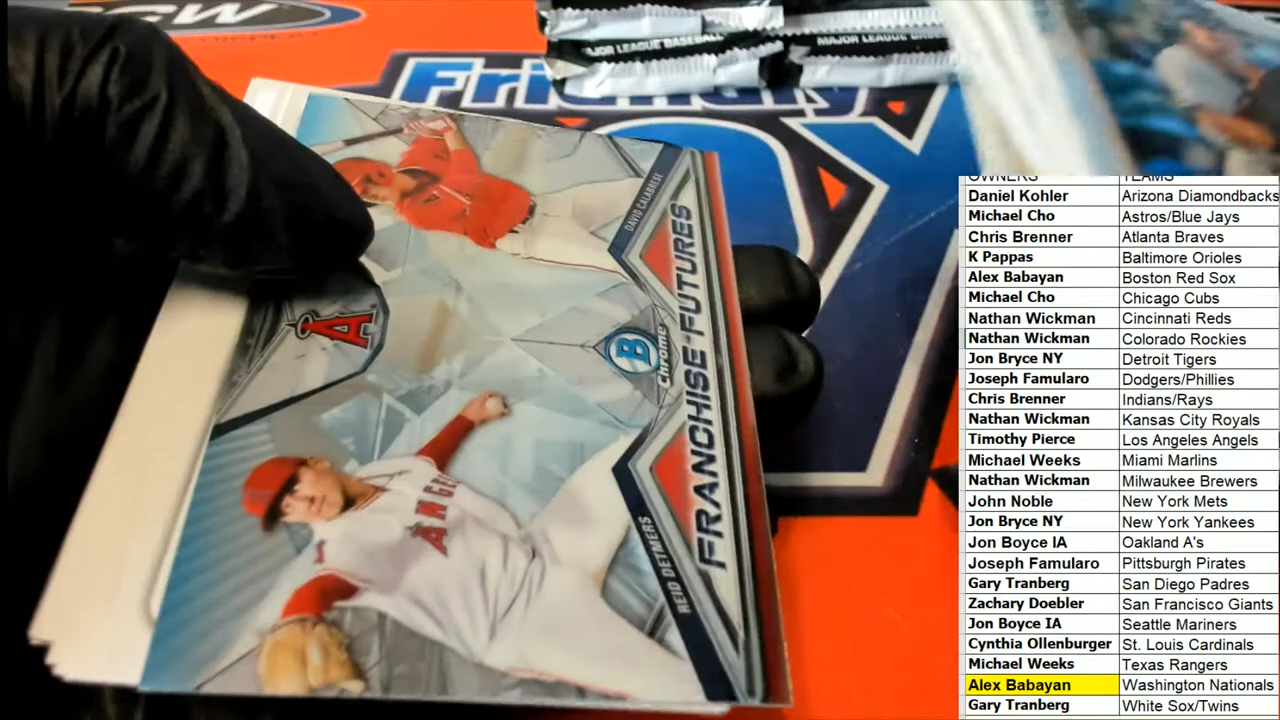 CW
MAJOR LEAGUE BASEBALL
MAJOR LEAGUE
Friendly
DAVID CALABRESE
FRANCHISE FUTURES
B
Chrome
A
ANGE
REID DETMERS
OWNERS TEAMS
Daniel Kohler Arizona Diamondbacks
Michael Cho Astros/Blue Jays
Chris Brenner Atlanta Braves
K Pappas Baltimore Orioles
Alex Babayan Boston Red Sox
Michael Cho Chicago Cubs
Nathan Wickman Cincinnati Reds
Nathan Wickman Colorado Rockies
Jon Bryce NY Detroit Tigers
Joseph Famularo Dodgers/Phillies
Chris Brenner Indians/Rays
Nathan Wickman Kansas City Royals
Timothy Pierce Los Angeles Angels
Michael Weeks Miami Marlins
Nathan Wickman Milwaukee Brewers
John Noble New York Mets
Jon Bryce NY New York Yankees
Jon Boyce IA Oakland A's
Joseph Famularo Pittsburgh Pirates
Gary Tranberg San Diego Padres
Zachary Doebler San Francisco Giants
Jon Boyce IA Seattle Mariners
Cynthia Ollenburger St. Louis Cardinals
Michael Weeks Texas Rangers
Alex Babayan Washington Nationals
Gary Tranberg White Sox/Twins